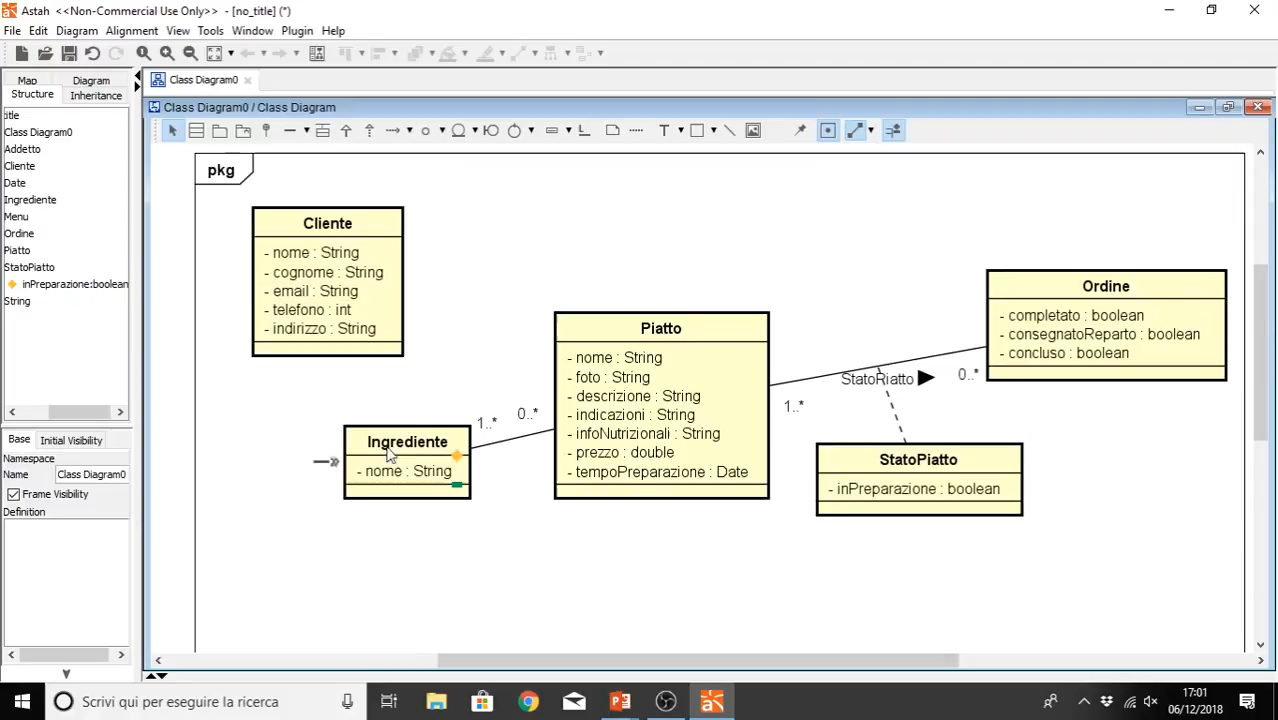 Astah <<Non-Commercial Use Only>> - [no_title] (*)
File Edit Diagram Alignment View Tools Window Plugin Help
Map Diagram
Structure Inheritance
Class Diagram0
Class Diagram0 / Class Diagram
title
Class Diagram0
Addetto
Cliente
Date
Ingrediente
Menu
Ordine
Piatto
StatoPiatto
inPreparazione:boolean
String
Base Initial Visibility
Namespace
Name Class Diagram0
Frame Visibility
Definition
pkg
Cliente
- nome : String
- cognome : String
- email : String
- telefono : int
- indirizzo : String
Ingrediente
- nome : String
1..*
0..*
Piatto
- nome : String
- foto : String
- descrizione : String
- indicazioni : String
- infoNutrizionali : String
- prezzo : double
- tempoPreparazione : Date
1..*
StatoPiatto
0..*
Ordine
- completato : boolean
- consegnatoReparto : boolean
- concluso : boolean
StatoPiatto
- inPreparazione : boolean
Scrivi qui per eseguire la ricerca
17:01
06/12/2018